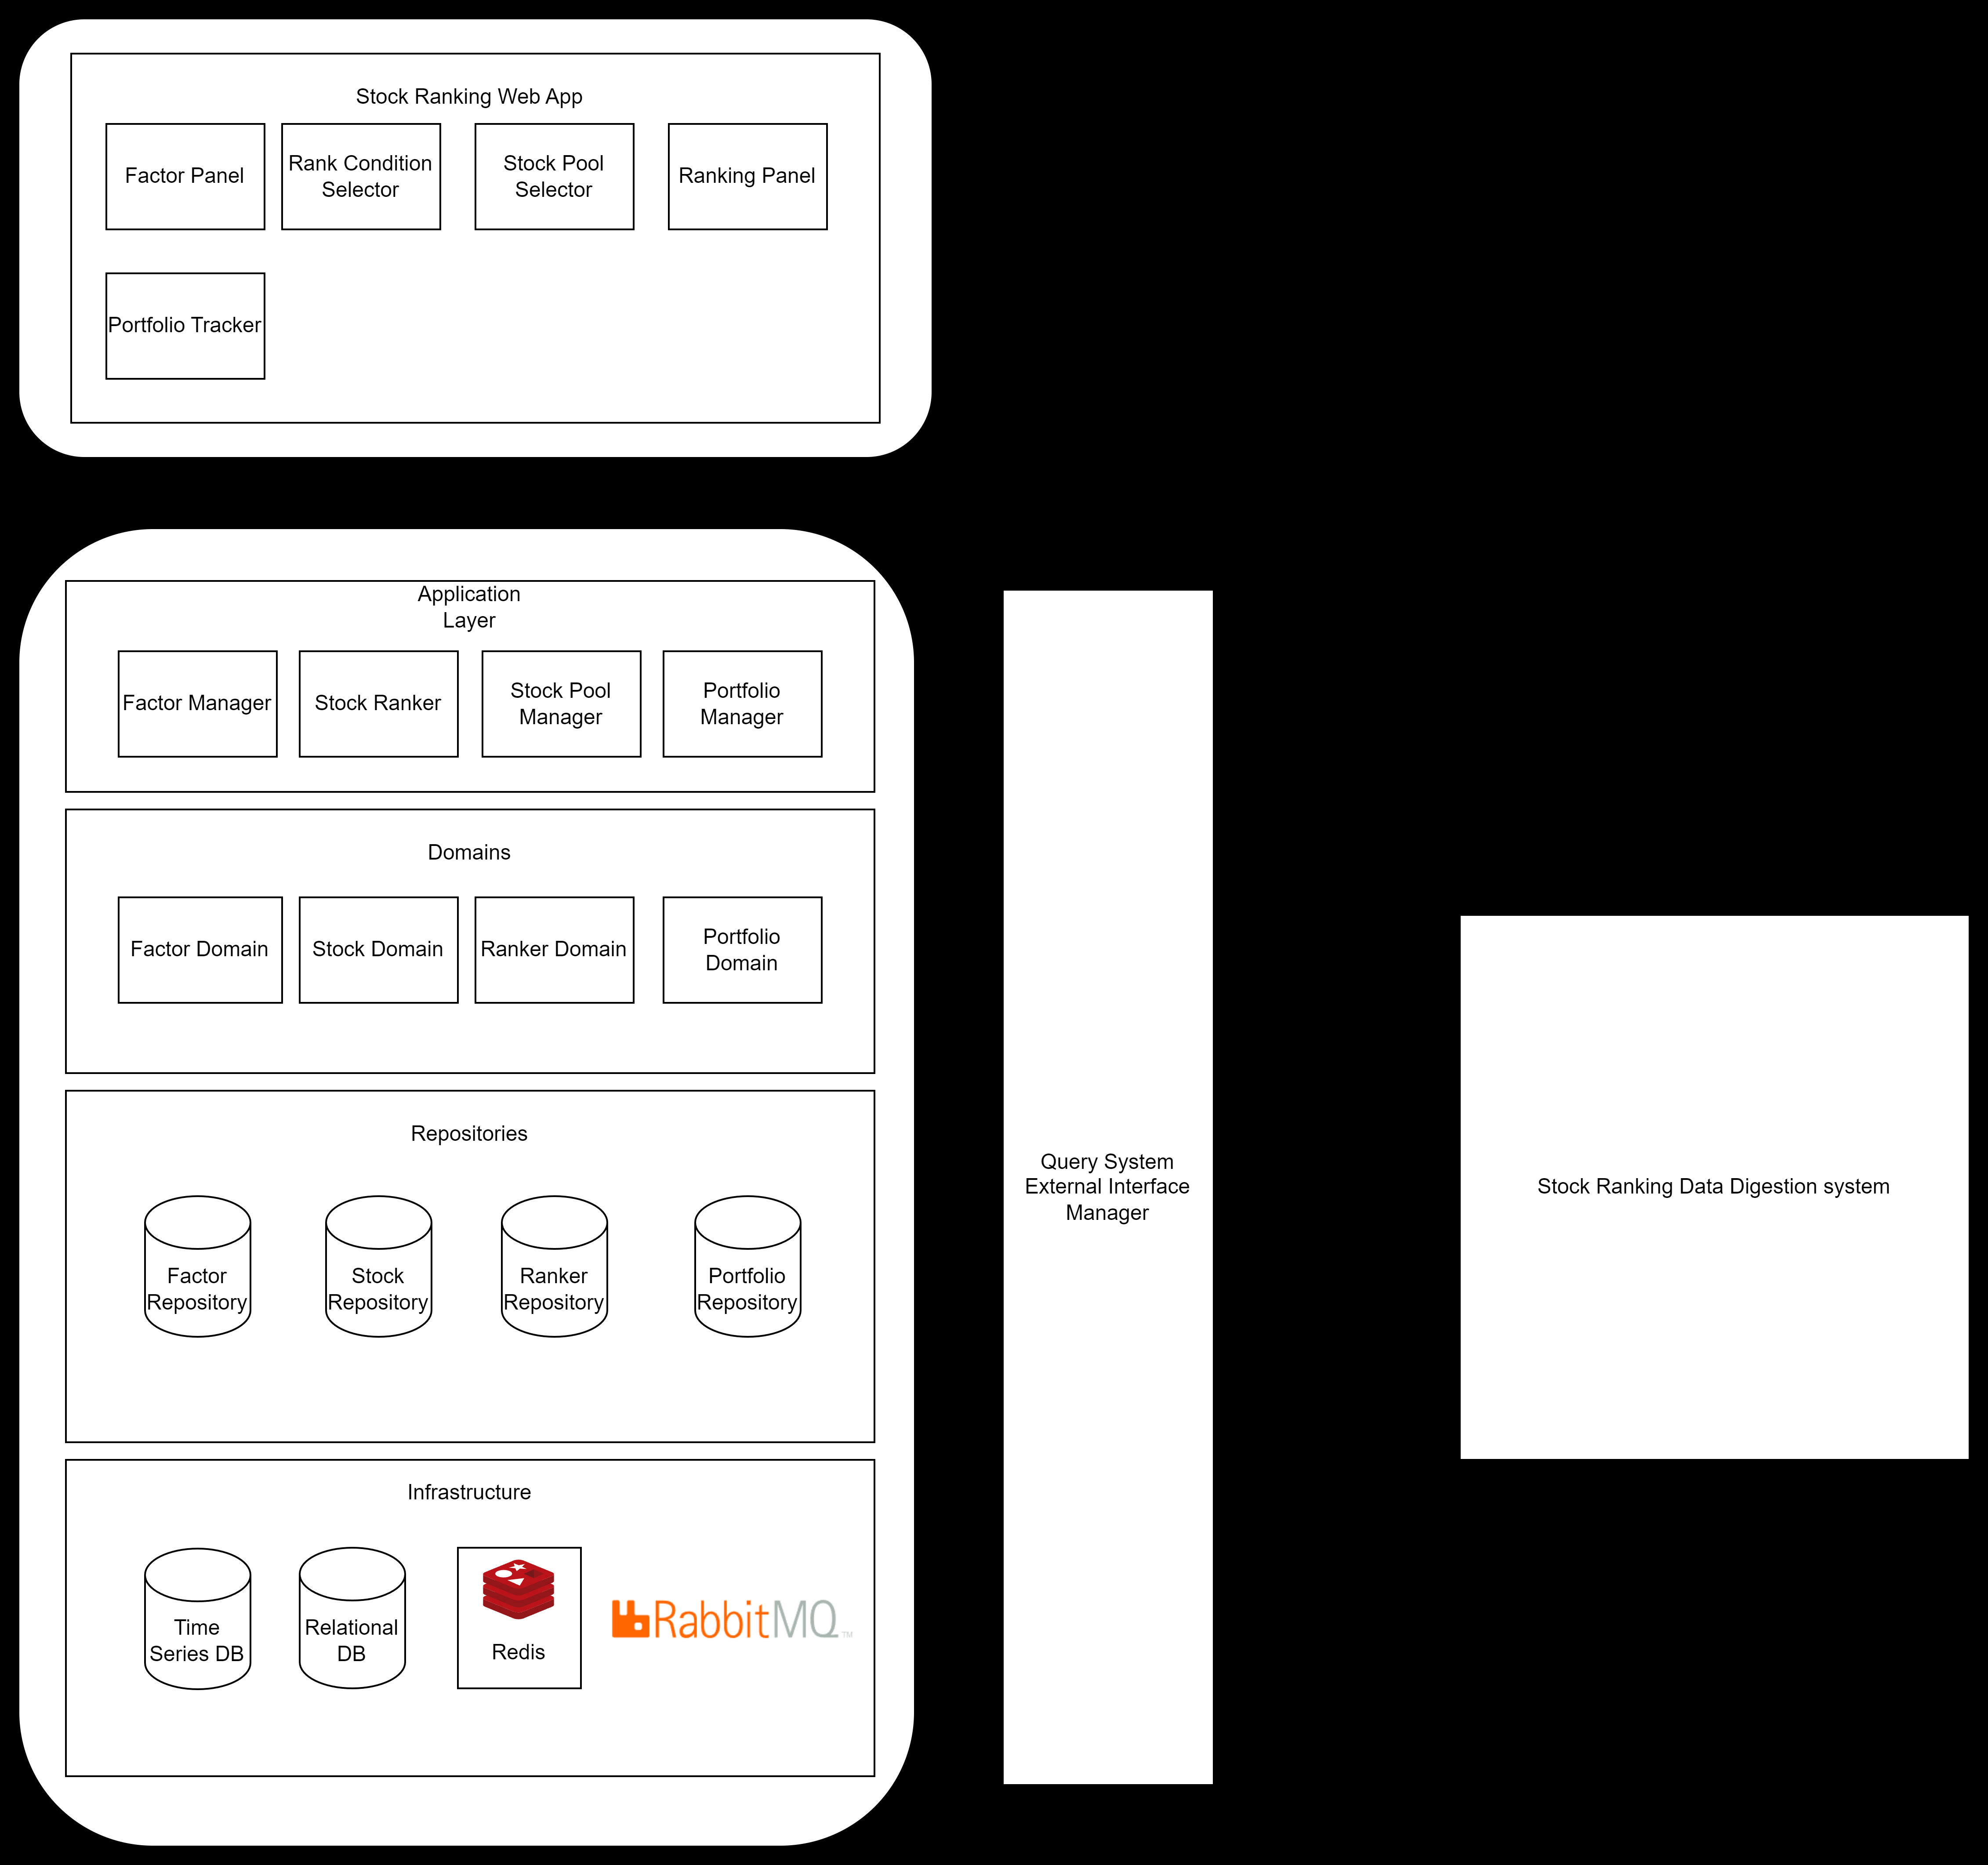 Stock Ranking Web App
Factor Panel
Rank Condition
Selector
Stock Pool
Selector
Ranking Panel
Portfolio Tracker
Application
Layer
Factor Manager
Stock Ranker
Stock Pool
Manager
Portfolio
Manager
Domains
Factor Domain
Stock Domain
Ranker Domain
Portfolio
Domain
Repositories
Factor
Repository
Stock
Repository
Ranker
Repository
Portfolio
Repository
Infrastructure
Time
Series DB
Relational
DB
Redis
RabbitMQ™
Query System
External Interface
Manager
Stock Ranking Data Digestion system